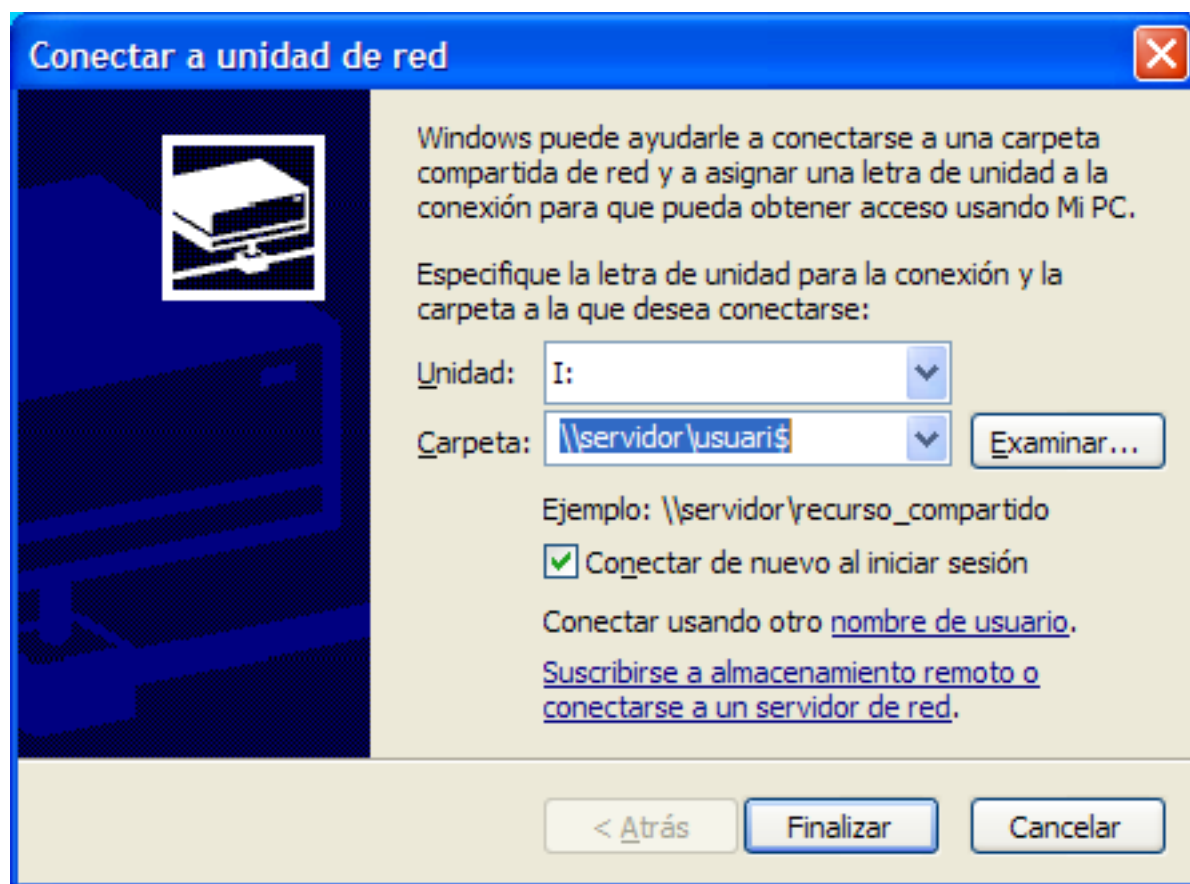 Conectar a unidad de red
Windows puede ayudarle a conectarse a una carpeta
compartida de red y a asignar una letra de unidad a la
conexión para que pueda obtener acceso usando Mi PC.
Especifique la letra de unidad para la conexión y la
carpeta a la que desea conectarse:
Unidad: I:
Carpeta: \\servidor\usuari$ Examinar...
Ejemplo: \\servidor\recurso_compartido
Conectar de nuevo al iniciar sesión
Conectar usando otro nombre de usuario.
Suscribirse a almacenamiento remoto o
conectarse a un servidor de red.
< Atrás Finalizar Cancelar